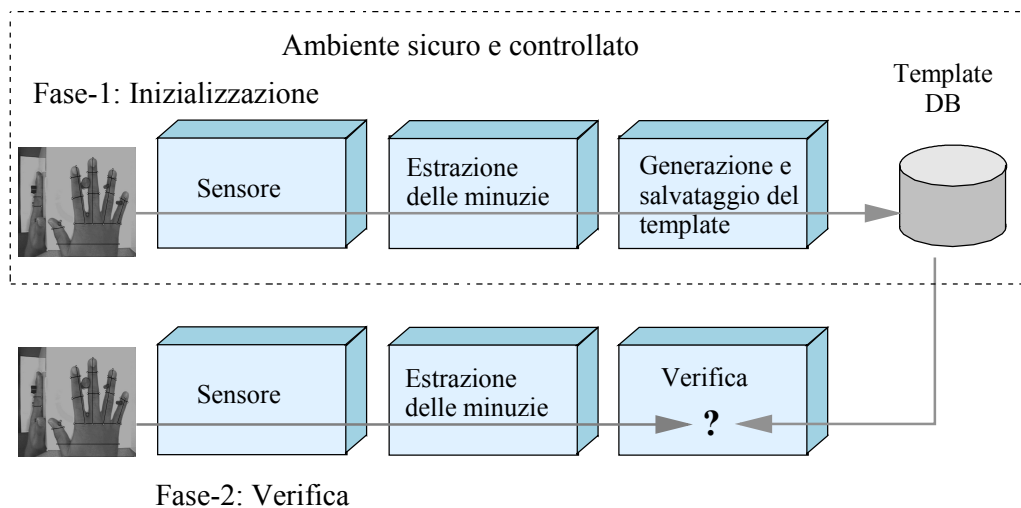 Ambiente sicuro e controllato
Template
DB
Fase-1: Inizializzazione
Sensore
Estrazione
delle minuzie
Generazione e
salvataggio del
template
Sensore
Estrazione
delle minuzie
Verifica
?
Fase-2: Verifica